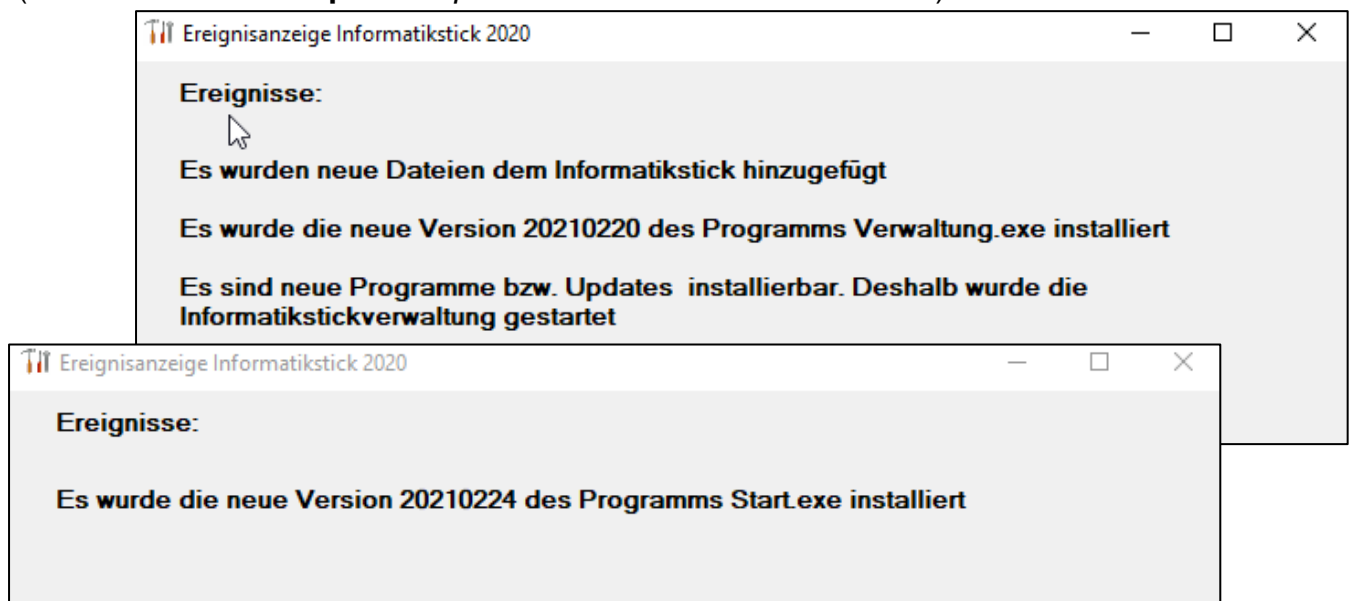 Ereignisanzeige Informatikstick 2020
Ereignisse:
Es wurden neue Dateien dem Informatikstick hinzugefügt
Es wurde die neue Version 20210220 des Programms Verwaltung.exe installiert
Es sind neue Programme bzw. Updates  installierbar. Deshalb wurde die
Informatikstickverwaltung gestartet
Ereignisanzeige Informatikstick 2020
Ereignisse:
Es wurde die neue Version 20210224 des Programms Start.exe installiert